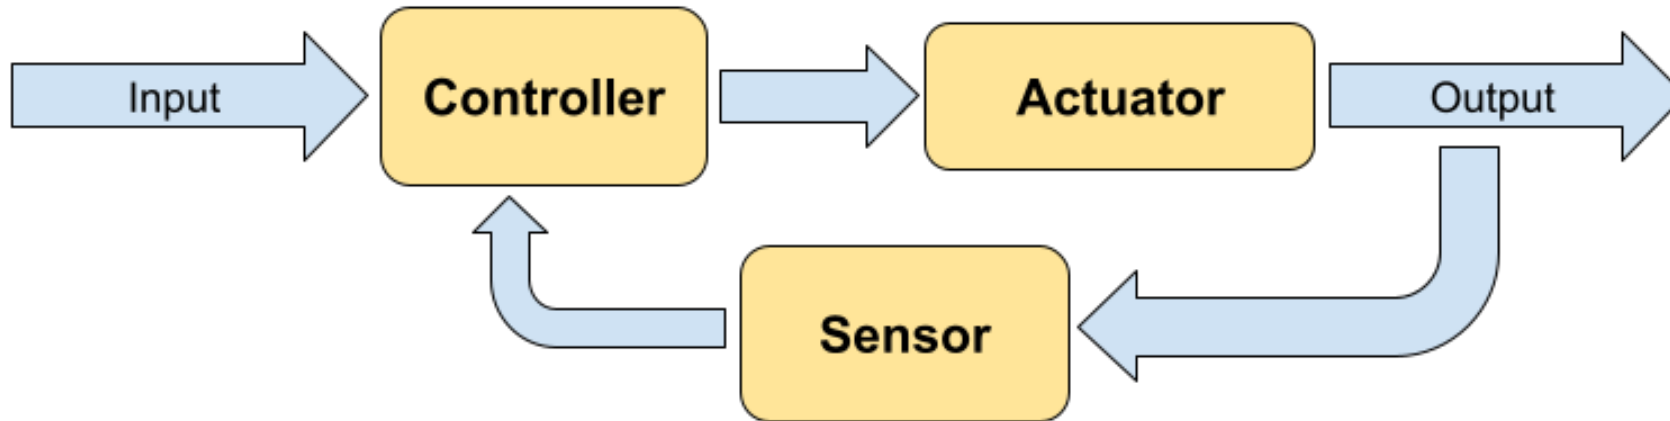 Input
Controller
Actuator
Output
Sensor